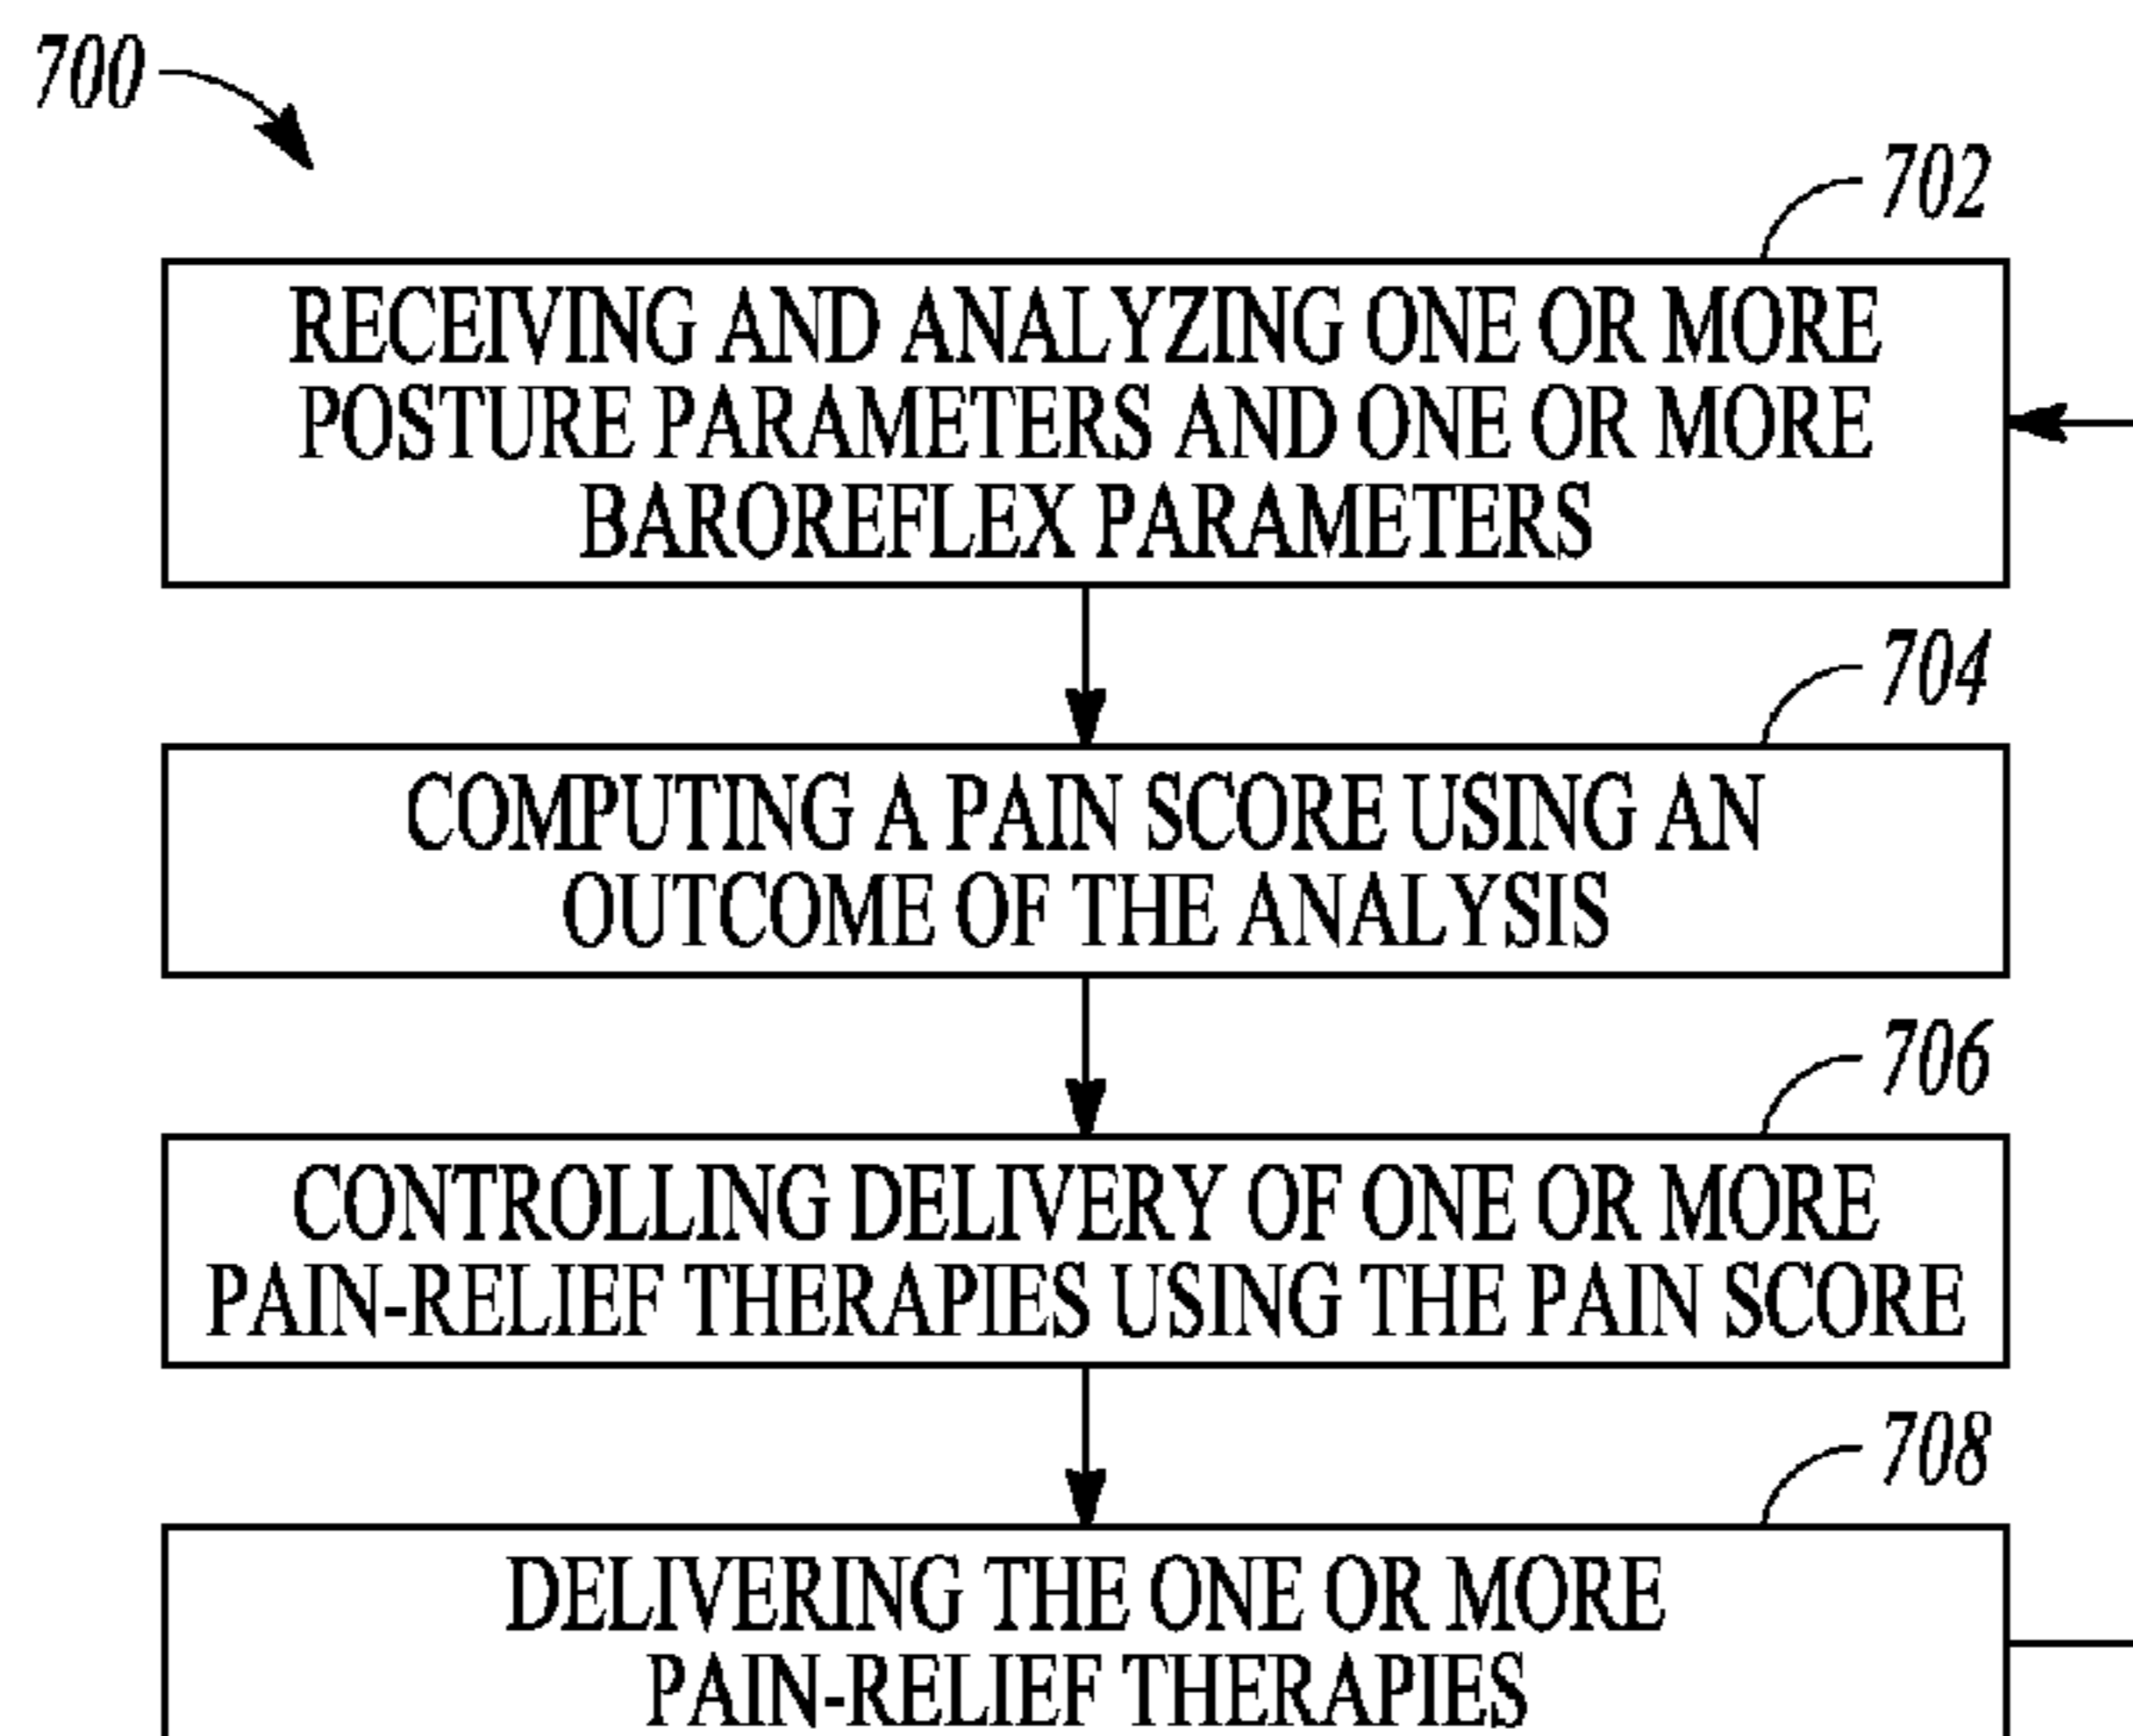 700
702
RECEIVING AND ANALYZING ONE OR MORE
POSTURE PARAMETERS AND ONE OR MORE
BAROREFLEX PARAMETERS
704
COMPUTING A PAIN SCORE USING AN
OUTCOME OF THE ANALYSIS
706
CONTROLLING DELIVERY OF ONE OR MORE
PAIN-RELIEF THERAPIES USING THE PAIN SCORE
708
DELIVERING THE ONE OR MORE
PAIN-RELIEF THERAPIES